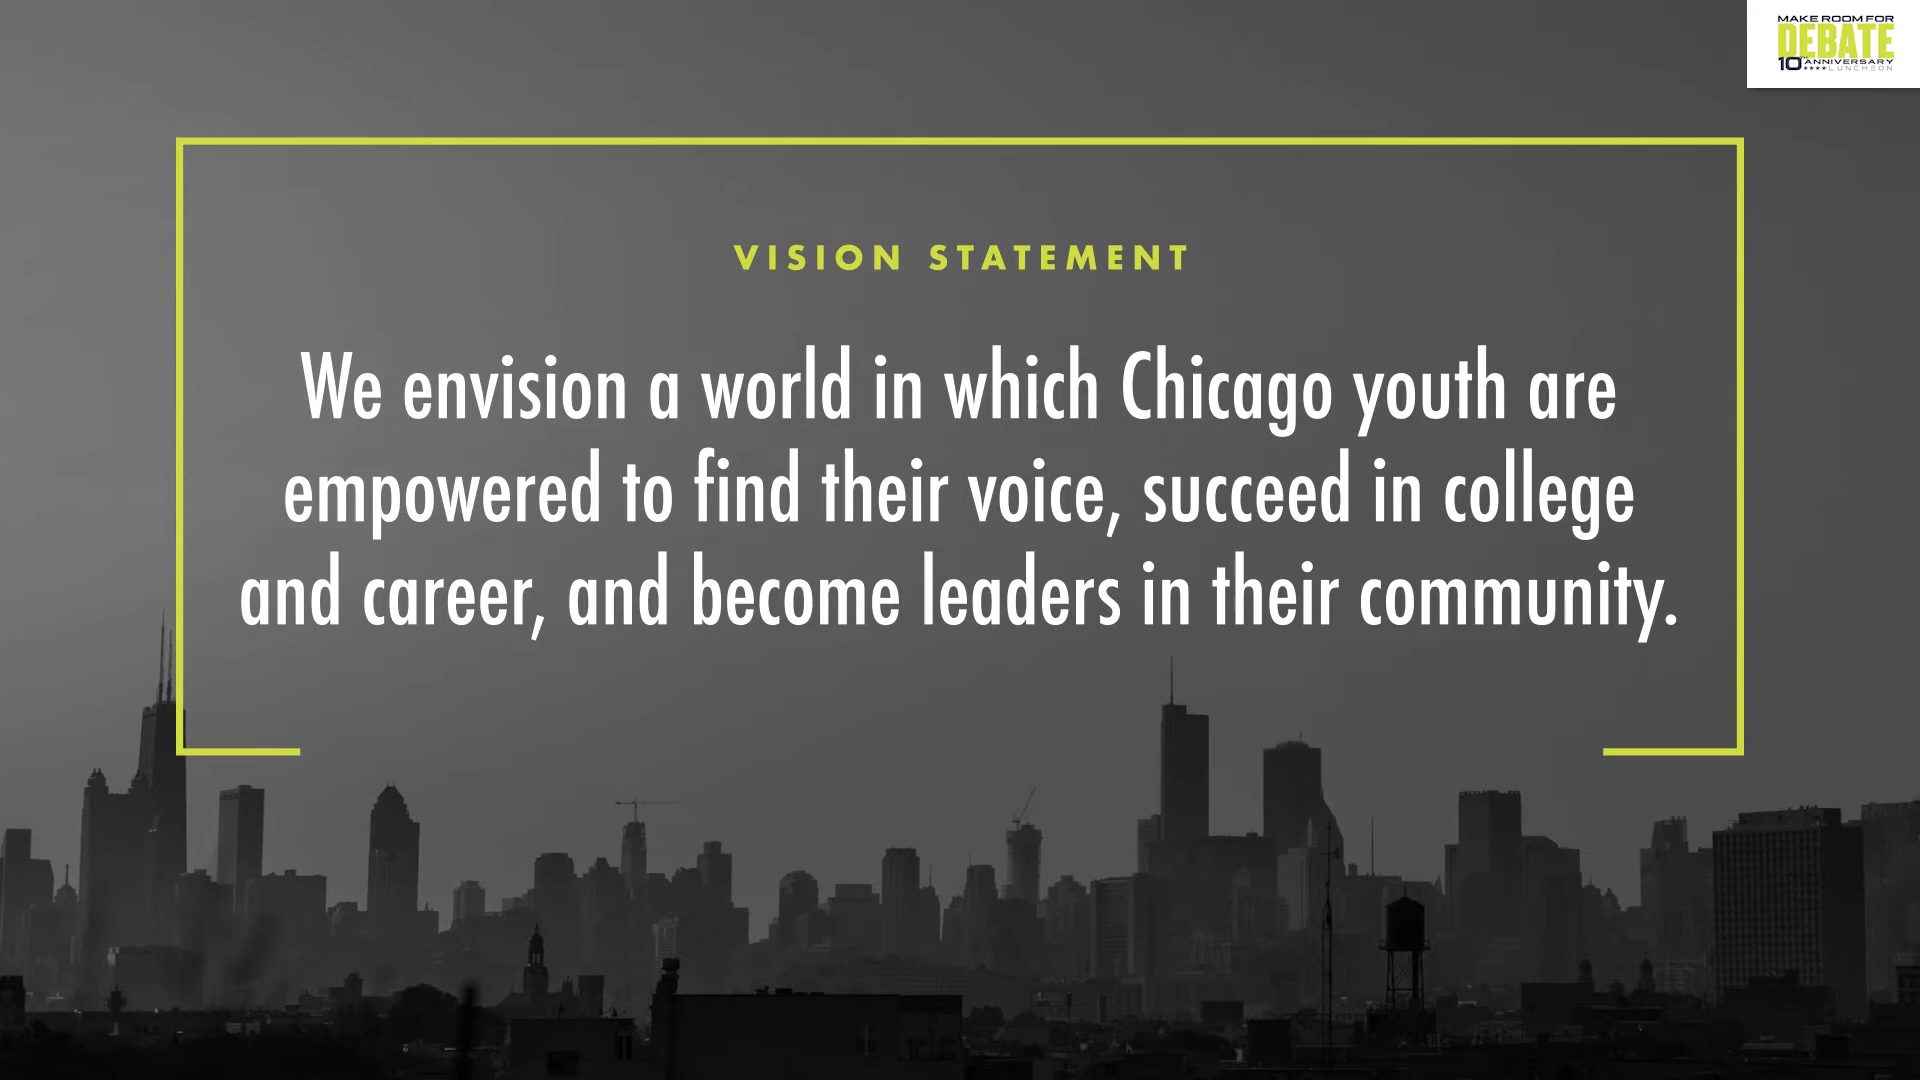 MAKE ROOM FOR
DEBATE
10TH ANNIVERSARY
LUNCHEON
VISION STATEMENT
We envision a world in which Chicago youth are
empowered to find their voice, succeed in college
and career, and become leaders in their community.